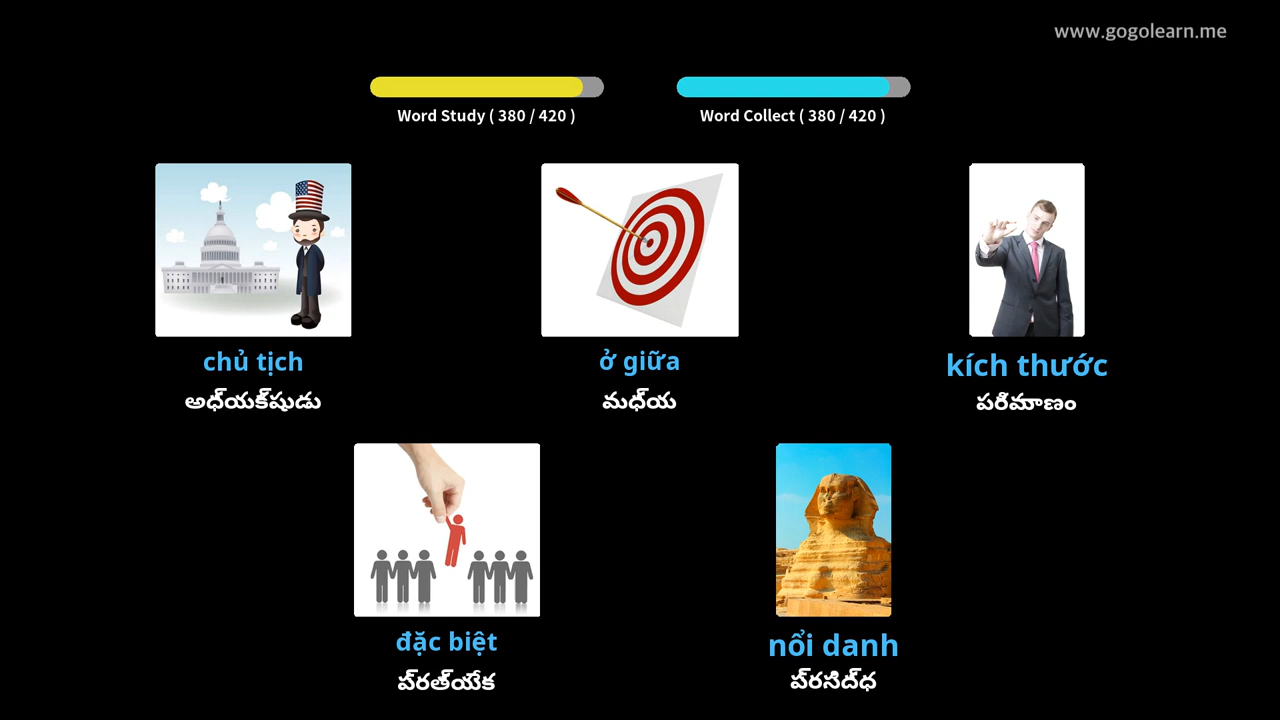 www.gogolearn.me
Word Study ( 380 / 420 )
Word Collect ( 380 / 420 )
chủ tịch
అధ్యక్షుడు
ở giữa
మధ్య
kích thước
పరిమాణం
đặc biệt
ప్రత్యేక
nổi danh
ప్రసిద్ధ